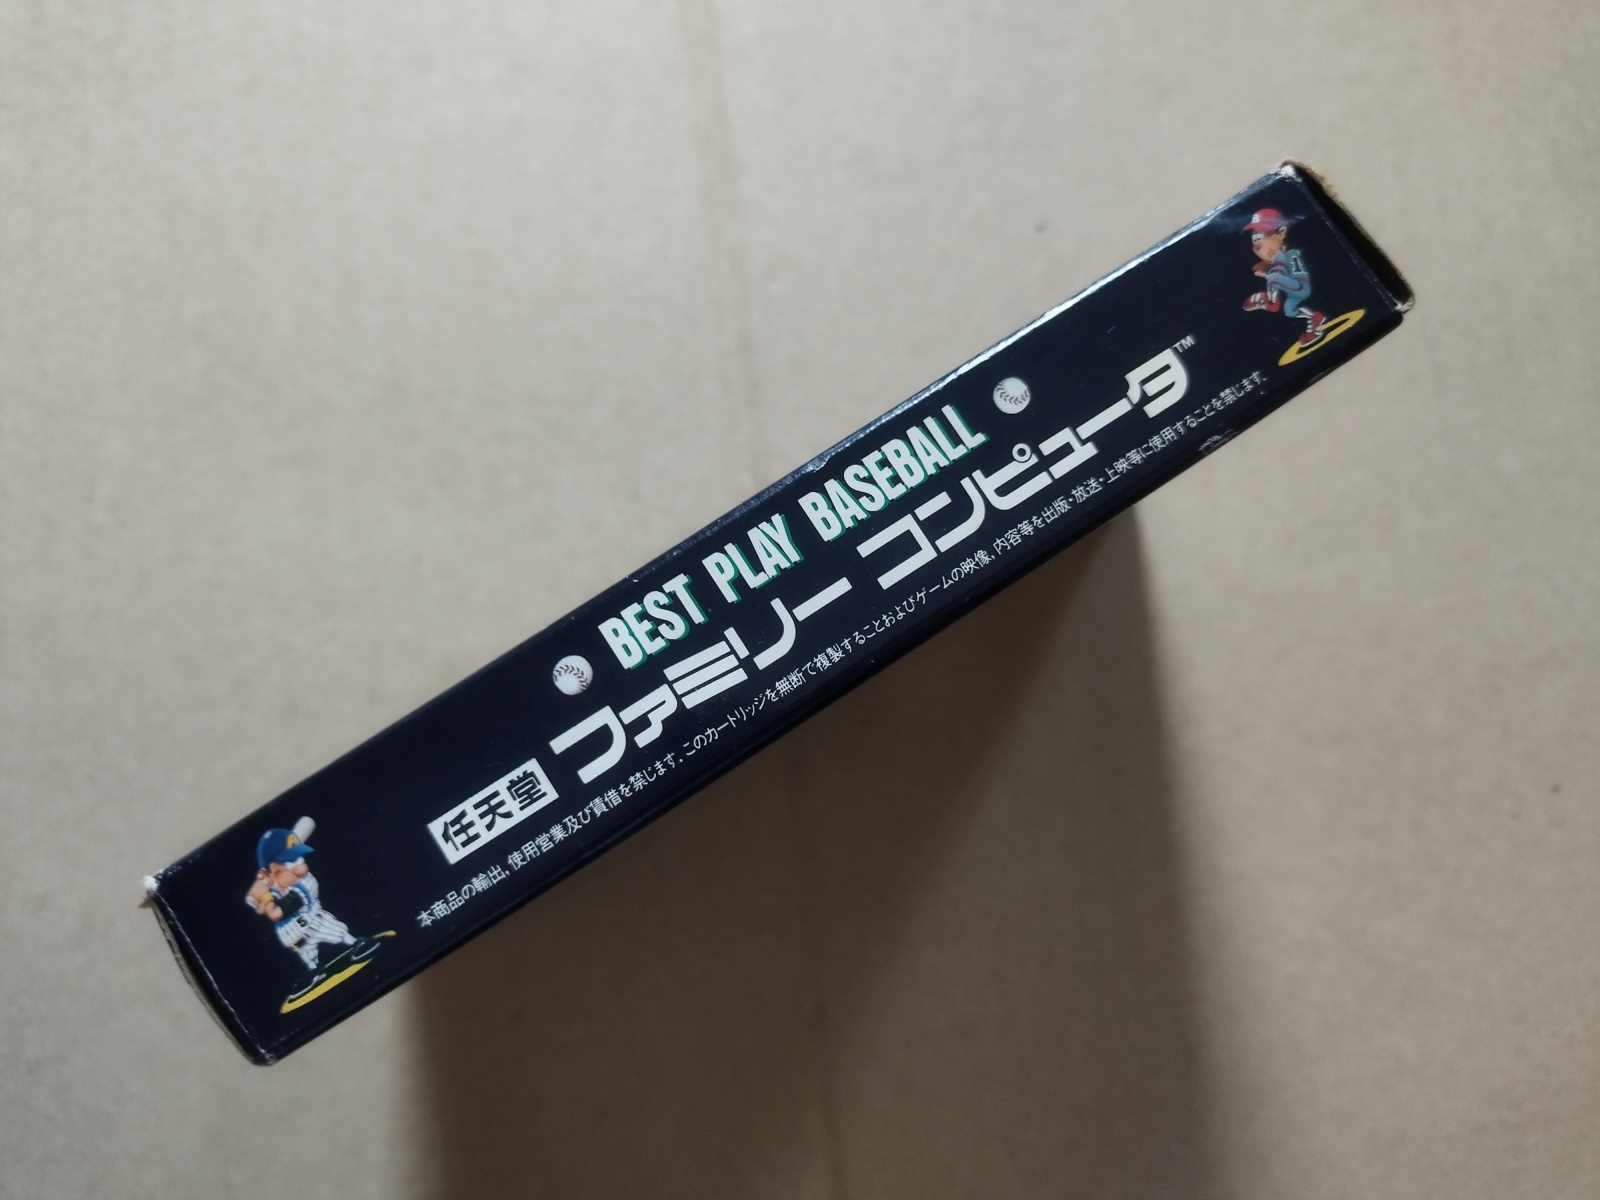 BEST PLAY BASEBALL
任天堂 ファミリー コンピュータ™
本商品の輸出,使用営業及び賃借を禁じます。このカートリッジを無断で複製することおよびゲームの映像,内容等を出版・放送・上映等に使用することを禁じます。
5
1